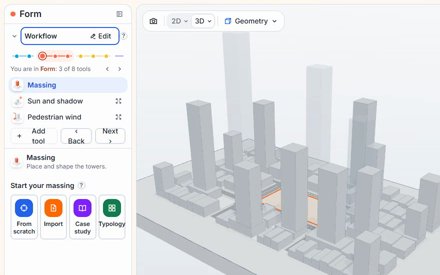 Form
Workflow
Edit
?
You are in Form: 3 of 8 tools
Massing
Sun and shadow
Pedestrian wind
+ Add tool
‹ Back
Next ›
Massing
Place and shape the towers.
Start your massing ?
From scratch
Import
Case study
Typology
2D
3D
Geometry